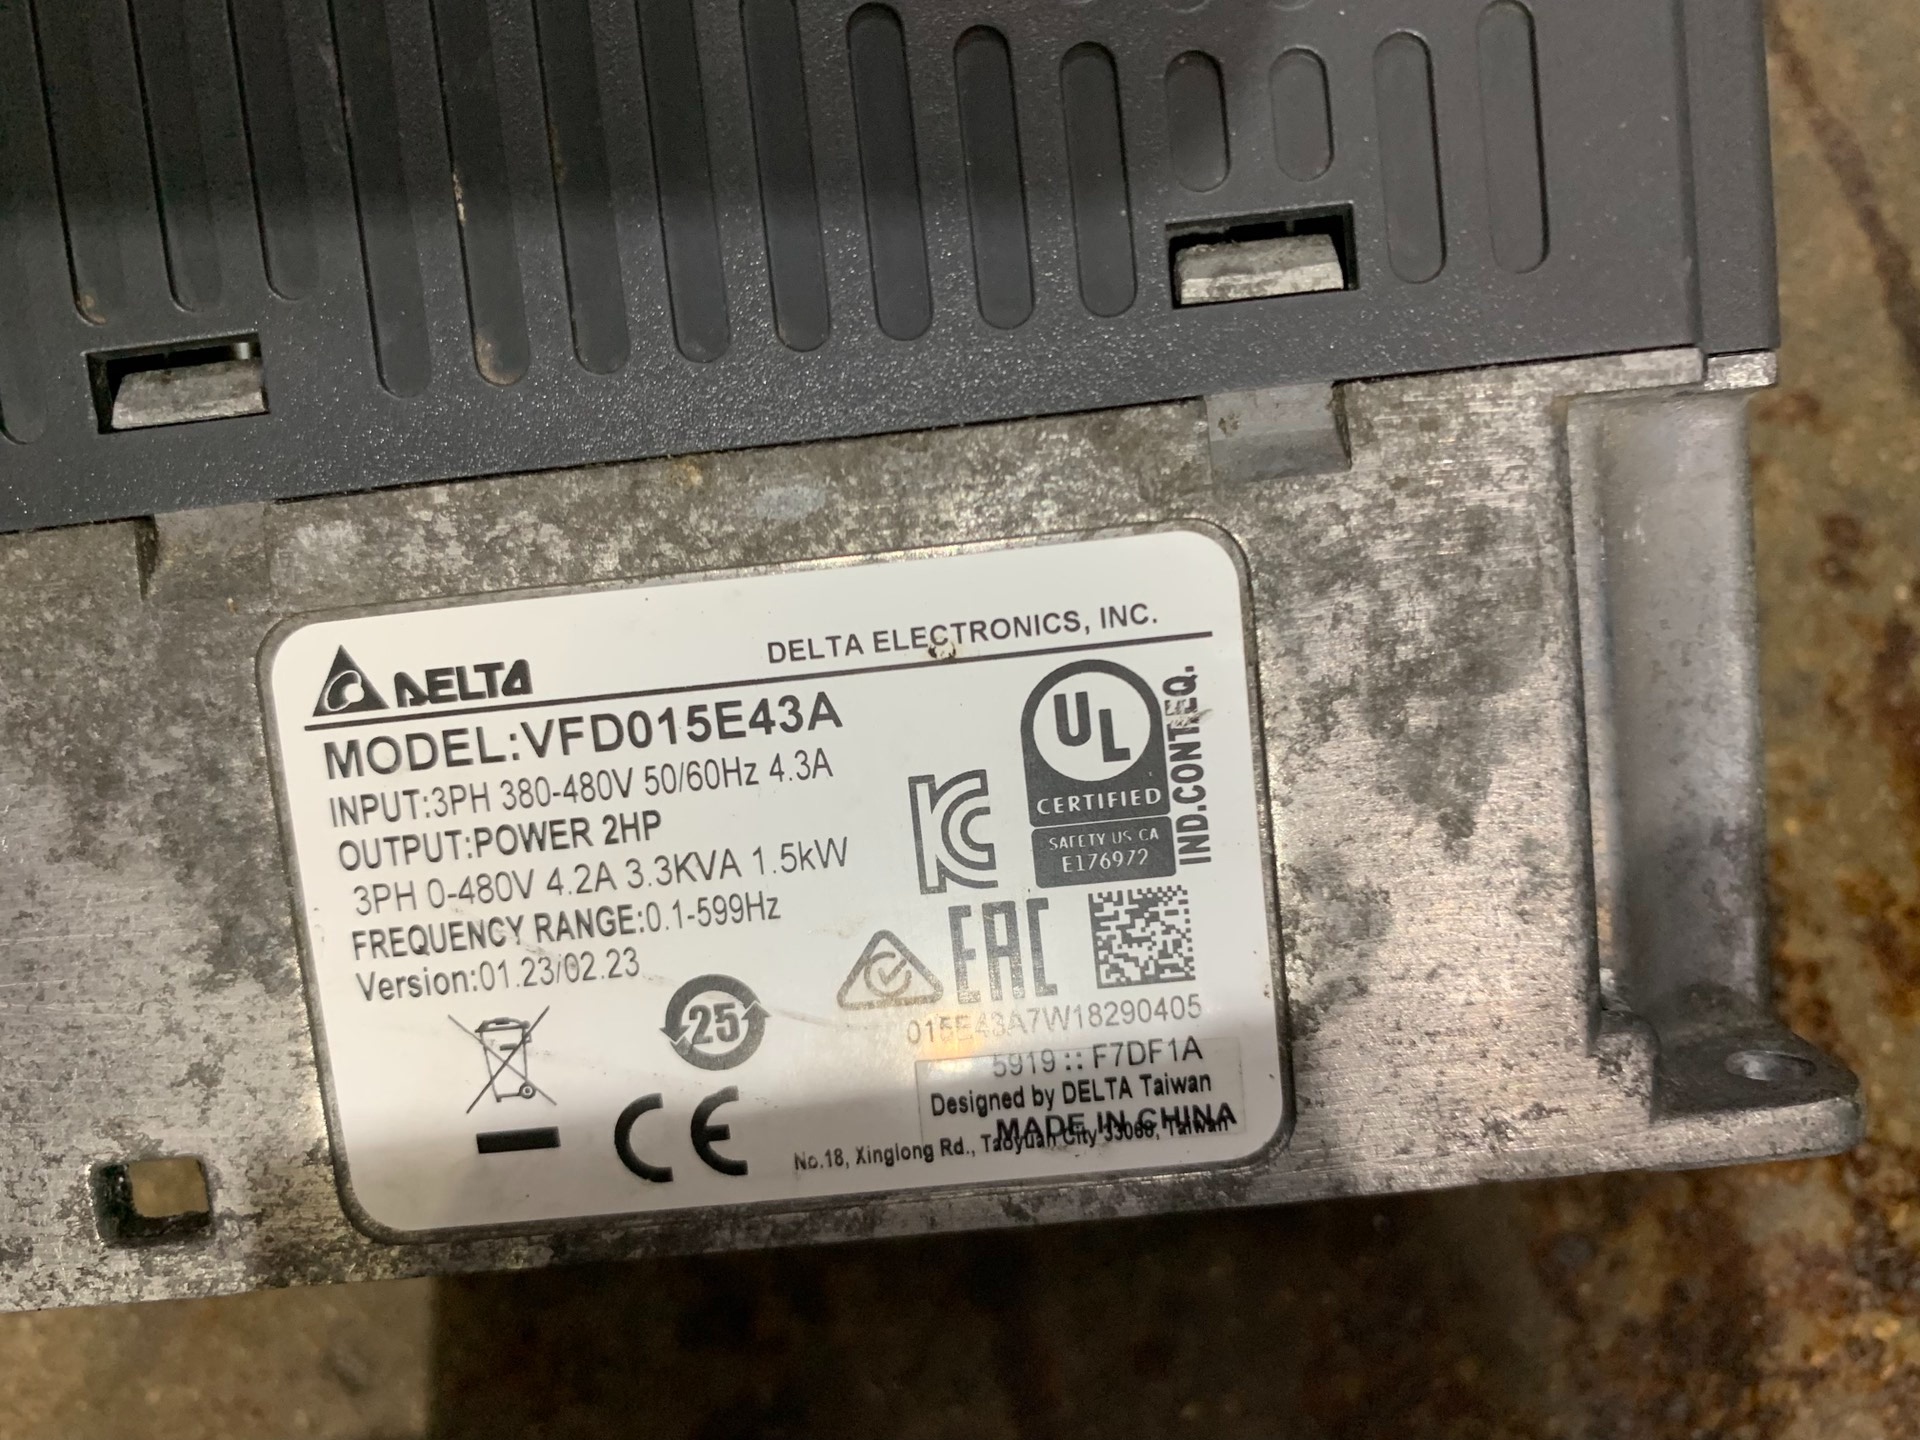 DELTA
DELTA ELECTRONICS, INC.
MODEL:VFD015E43A
INPUT:3PH 380-480V 50/60Hz 4.3A
OUTPUT:POWER 2HP
3PH 0-480V 4.2A 3.3KVA 1.5kW
FREQUENCY RANGE:0.1-599Hz
Version:01.23/02.23
UL
CERTIFIED
SAFETY US CA
E176972
IND.CONT.EQ.
KC
EAC
25
CE
015E43A7W18290405
5919 :: F7DF1A
Designed by DELTA Taiwan
MADE IN CHINA
No.18, Xinglong Rd., Taoyuan City 33068, Taiwan